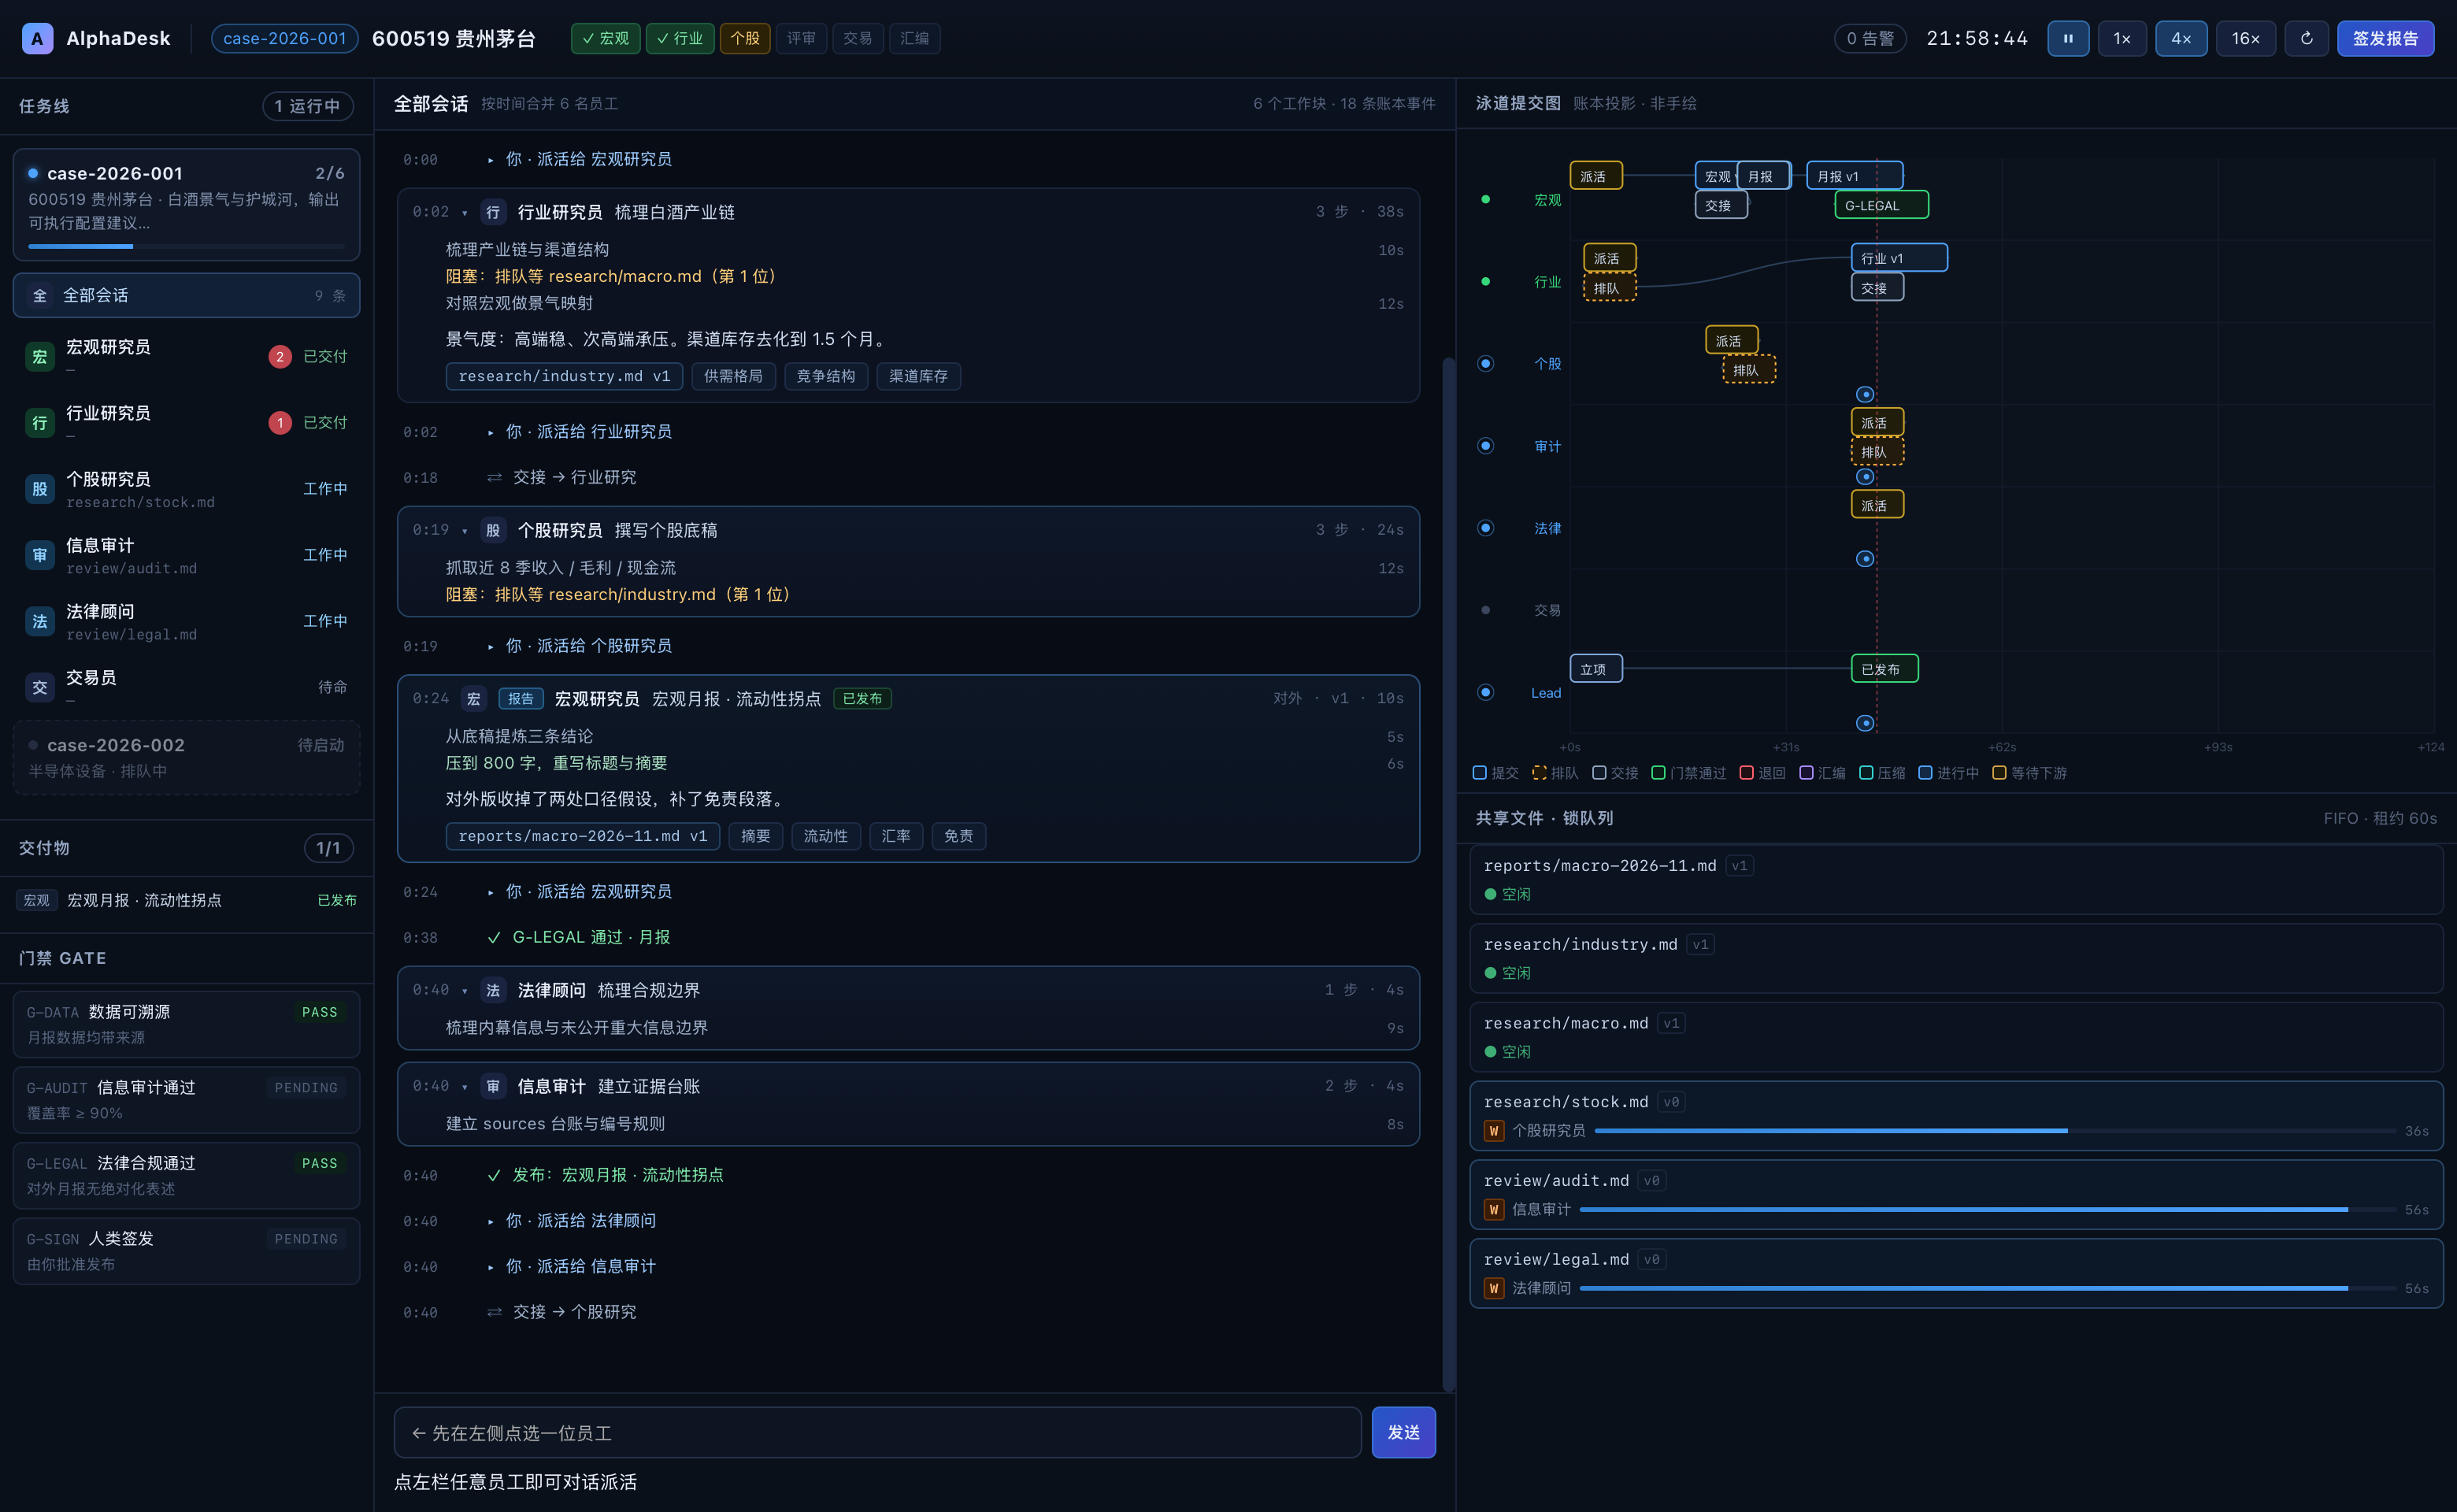 A AlphaDesk case-2026-001 600519 贵州茅台 ✓ 宏观 ✓ 行业 个股 评审 交易 汇编 0 告警 21:58:44 1× 4× 16× ↻ 签发报告
任务线 1 运行中
case-2026-001 2/6
600519 贵州茅台 · 白酒景气与护城河，输出
可执行配置建议…
全 全部会话 9 条
宏 宏观研究员 2 已交付
—
行 行业研究员 1 已交付
—
股 个股研究员 工作中
research/stock.md
审 信息审计 工作中
review/audit.md
法 法律顾问 工作中
review/legal.md
交 交易员 待命
—
case-2026-002 待启动
半导体设备 · 排队中
交付物 1/1
宏观 宏观月报 · 流动性拐点 已发布
门禁 GATE
G-DATA 数据可溯源 PASS
月报数据均带来源
G-AUDIT 信息审计通过 PENDING
覆盖率 ≥ 90%
G-LEGAL 法律合规通过 PASS
对外月报无绝对化表述
G-SIGN 人类签发 PENDING
由你批准发布
全部会话 按时间合并 6 名员工 6 个工作块 · 18 条账本事件
0:00 ▸ 你 · 派活给 宏观研究员
0:02 ▾ 行 行业研究员 梳理白酒产业链 3 步 · 38s
梳理产业链与渠道结构 10s
阻塞：排队等 research/macro.md（第 1 位）
对照宏观做景气映射 12s
景气度：高端稳、次高端承压。渠道库存去化到 1.5 个月。
research/industry.md v1 供需格局 竞争结构 渠道库存
0:02 ▸ 你 · 派活给 行业研究员
0:18 ⇄ 交接 → 行业研究
0:19 ▾ 股 个股研究员 撰写个股底稿 3 步 · 24s
抓取近 8 季收入 / 毛利 / 现金流 12s
阻塞：排队等 research/industry.md（第 1 位）
0:19 ▸ 你 · 派活给 个股研究员
0:24 宏 报告 宏观研究员 宏观月报 · 流动性拐点 已发布 对外 · v1 · 10s
从底稿提炼三条结论 5s
压到 800 字，重写标题与摘要 6s
对外版收掉了两处口径假设，补了免责段落。
reports/macro-2026-11.md v1 摘要 流动性 汇率 免责
0:24 ▸ 你 · 派活给 宏观研究员
0:38 ✓ G-LEGAL 通过 · 月报
0:40 ▾ 法 法律顾问 梳理合规边界 1 步 · 4s
梳理内幕信息与未公开重大信息边界 9s
0:40 ▾ 审 信息审计 建立证据台账 2 步 · 4s
建立 sources 台账与编号规则 8s
0:40 ✓ 发布：宏观月报 · 流动性拐点
0:40 ▸ 你 · 派活给 法律顾问
0:40 ▸ 你 · 派活给 信息审计
0:40 ⇄ 交接 → 个股研究
← 先在左侧点选一位员工 发送
点左栏任意员工即可对话派活
泳道提交图 账本投影 · 非手绘
派活 宏观 月报 月报 v1
宏观 交接 G-LEGAL
派活 行业 v1
行业 排队 交接
派活
个股 排队
派活
审计 排队
派活
法律
交易
立项 已发布
Lead
+0s +31s +62s +93s +124
提交 排队 交接 门禁通过 退回 汇编 压缩 进行中 等待下游
共享文件 · 锁队列 FIFO · 租约 60s
reports/macro-2026-11.md v1
空闲
research/industry.md v1
空闲
research/macro.md v1
空闲
research/stock.md v0
W 个股研究员 36s
review/audit.md v0
W 信息审计 56s
review/legal.md v0
W 法律顾问 56s